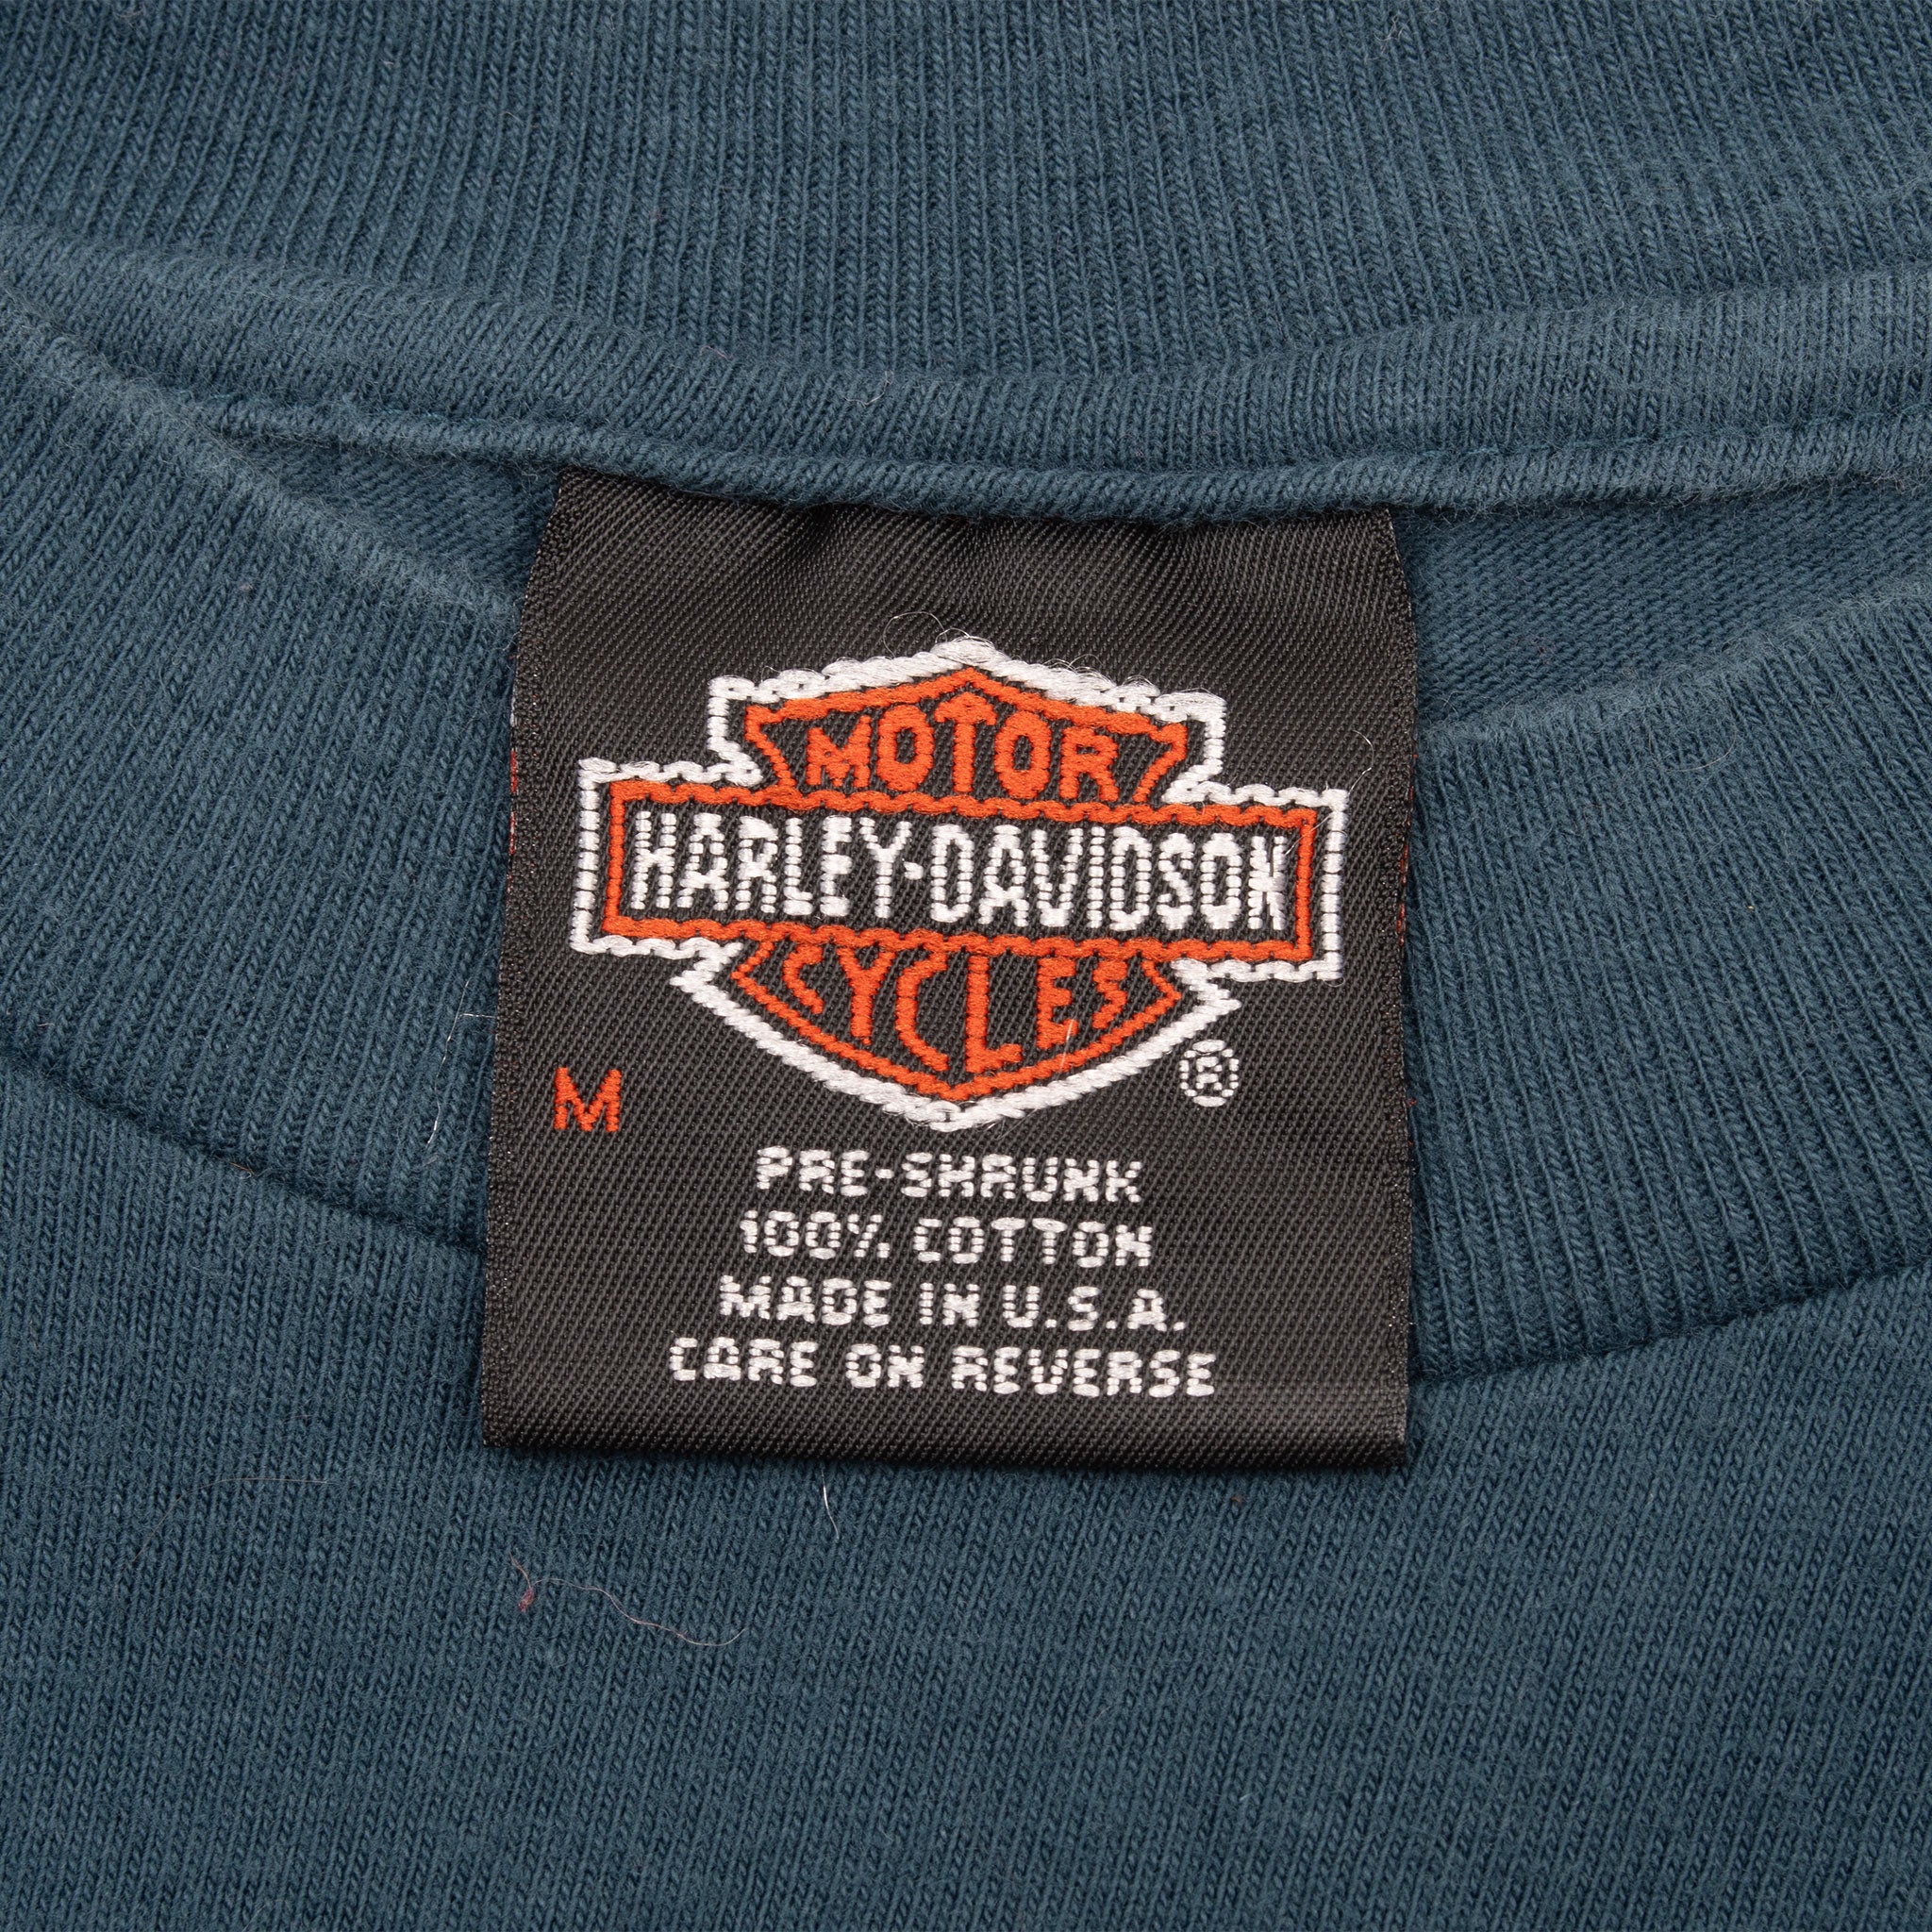 MOTOR
HARLEY-DAVIDSON
CYCLES
®
M
PRE-SHRUNK
100% COTTON
MADE IN U.S.A.
CARE ON REVERSE